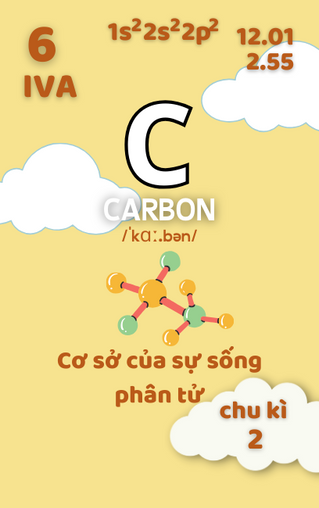 6
IVA
1s²2s²2p²
12.01
2.55
C
CARBON
/ˈkɑː.bən/
Cơ sở của sự sống
phân tử
chu kì
2